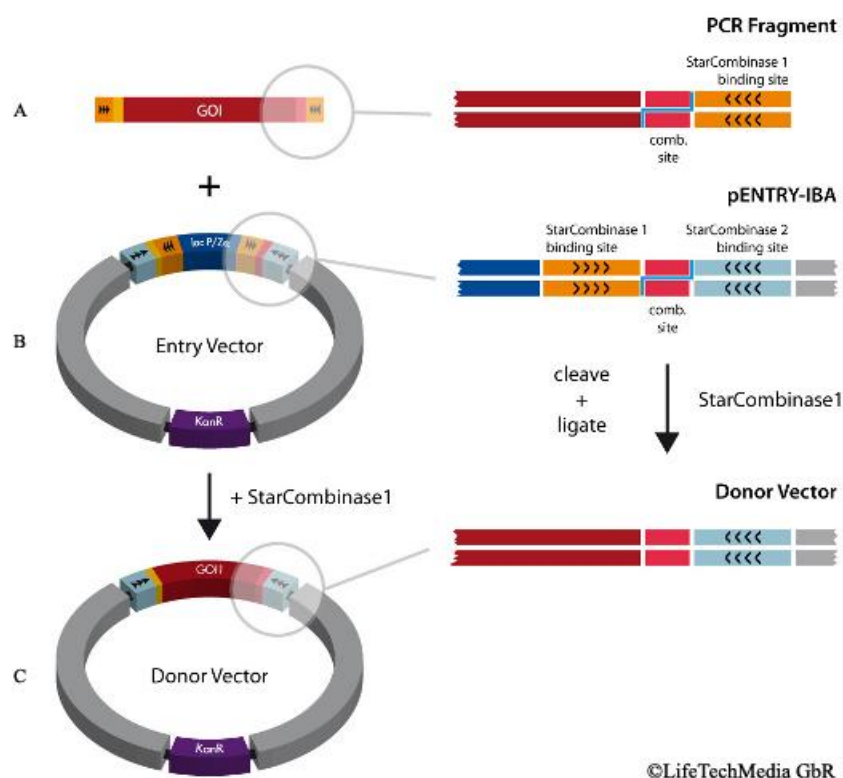 PCR Fragment
StarCombinase 1
binding site
A
GOI
comb.
site
+
pENTRY-IBA
lac P/Zα
StarCombinase 1
binding site
StarCombinase 2
binding site
comb.
site
B
Entry Vector
KanR
cleave
+
ligate
StarCombinase1
+ StarCombinase1
Donor Vector
GOI
C
Donor Vector
KanR
©LifeTechMedia GbR